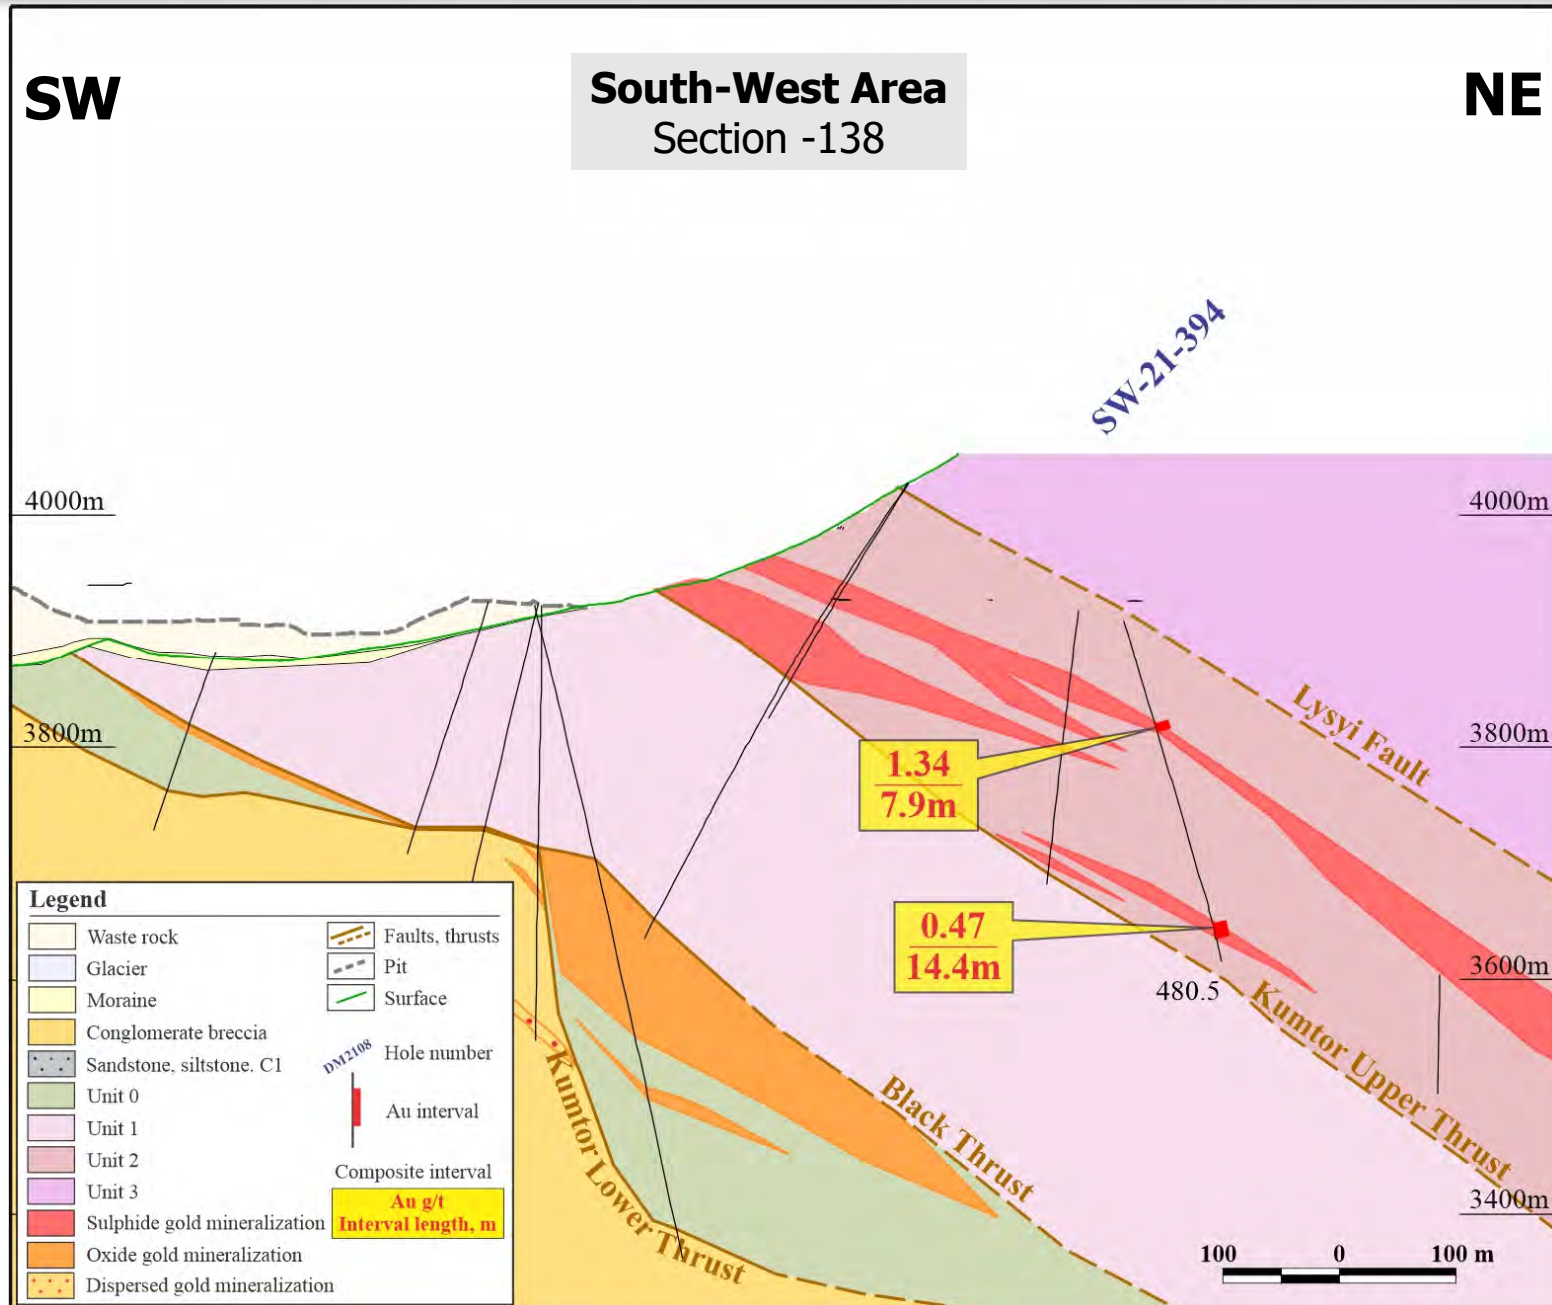 SW
South-West Area
Section -138
NE
SW-21-394
4000m
4000m
3800m
3800m
Lysyi Fault
1.34
7.9m
0.47
14.4m
480.5
3600m
Kumtor Upper Thrust
Black Thrust
Kumtor Lower Thrust
3400m
100 0 100 m
Legend
Waste rock
Glacier
Moraine
Conglomerate breccia
Sandstone, siltstone. C1
Unit 0
Unit 1
Unit 2
Unit 3
Sulphide gold mineralization
Oxide gold mineralization
Dispersed gold mineralization
Faults, thrusts
Pit
Surface
DM2108
Hole number
Au interval
Composite interval
Au g/t
Interval length, m